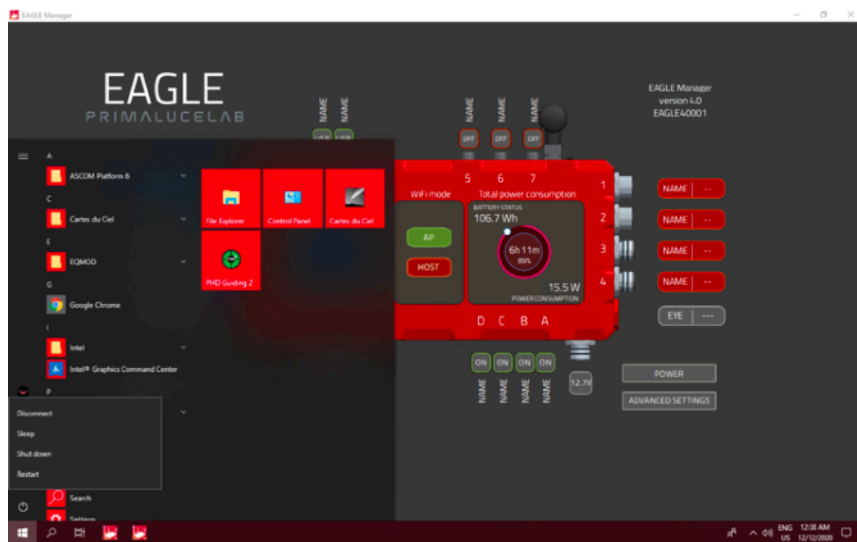 EAGLE Manager
EAGLE
PRIMALUCELAB
NAME
NAME
USB
USB
NAME
NAME
NAME
OFF
OFF
OFF
5 6 7
EAGLE Manager
version 4.0
EAGLE40001
WiFi mode
AP
HOST
Total power consumption
BATTERY STATUS
106.7 Wh
6h 11m
89%
15.5 W
POWER CONSUMPTION
1
2
3
4
NAME --
NAME --
NAME --
NAME --
EYE ---
D C B A
ON
ON
ON
ON
NAME
NAME
NAME
NAME
12.7V
POWER
ADVANCED SETTINGS
A
ASCOM Platform 6
C
Cartes du Ciel
E
EQMOD
G
Google Chrome
I
Intel
Intel® Graphics Command Center
P
Disconnect
Sleep
Shut down
Restart
Search
Settings
File Explorer
Control Panel
Cartes du Ciel
PHD Guiding 2
ENG
US
12:38 AM
12/12/2020